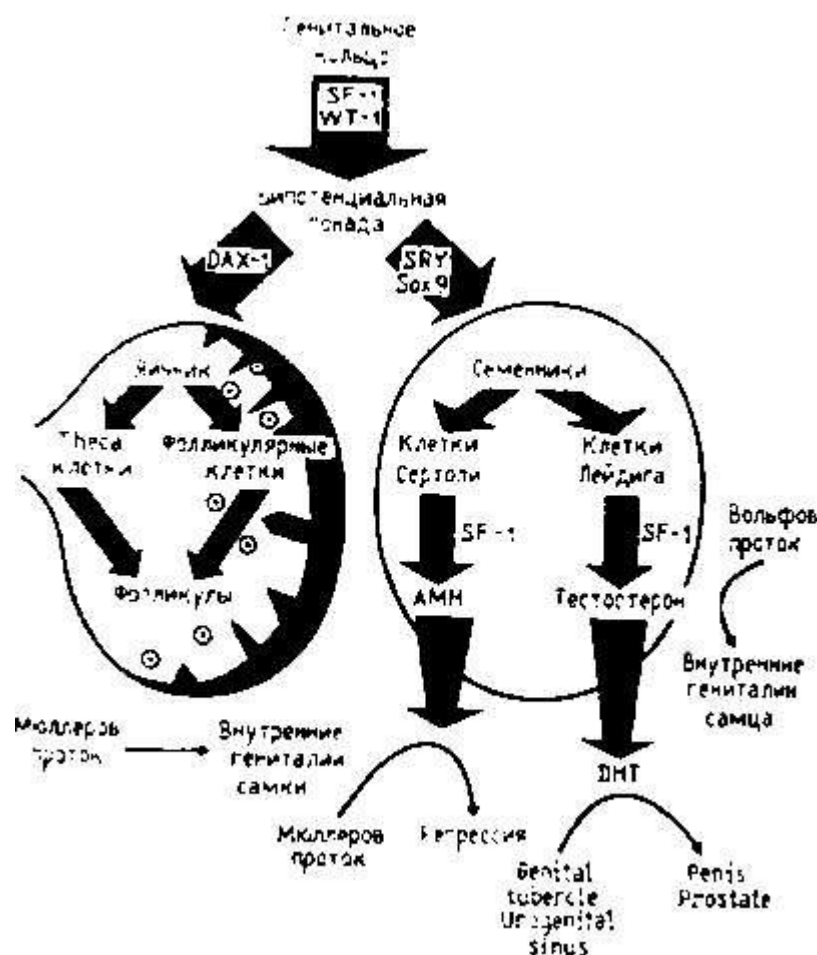 Генитальное
кольцо
SF-1
WT-1
Бипотенциальная
гонада
DAX-1
SRY
Sox9
Яичник
Theca
клетки
Фолликулярные
клетки
Фолликулы
Семенники
Клетки
Сертоли
Клетки
Лейдига
SF-1
SF-1
АМН
Тестостерон
Вольфов
проток
Внутренние
гениталии
самца
Мюллеров
проток
Внутренние
гениталии
самки
Мюллеров
проток
Регрессия
DHT
Genital
tubercle
Urogenital
sinus
Penis
Prostate